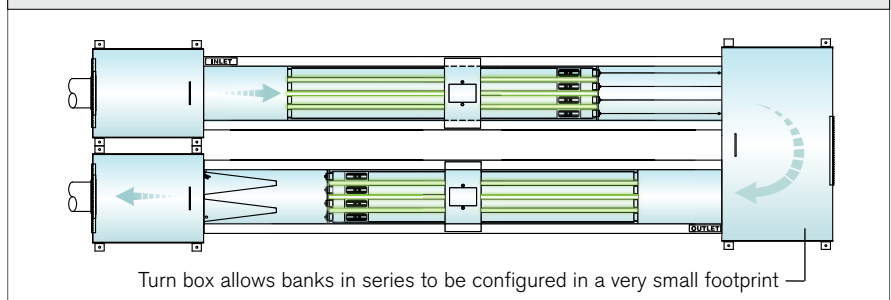 INLET
OUTLET
Turn box allows banks in series to be configured in a very small footprint